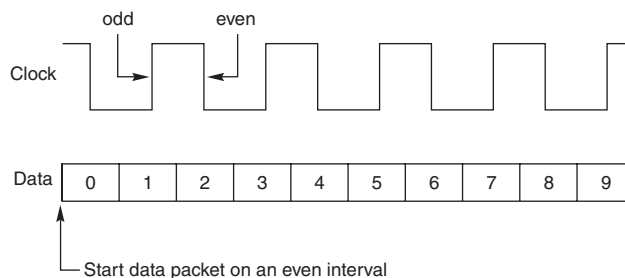 odd even
Clock
Data 0 1 2 3 4 5 6 7 8 9
Start data packet on an even interval